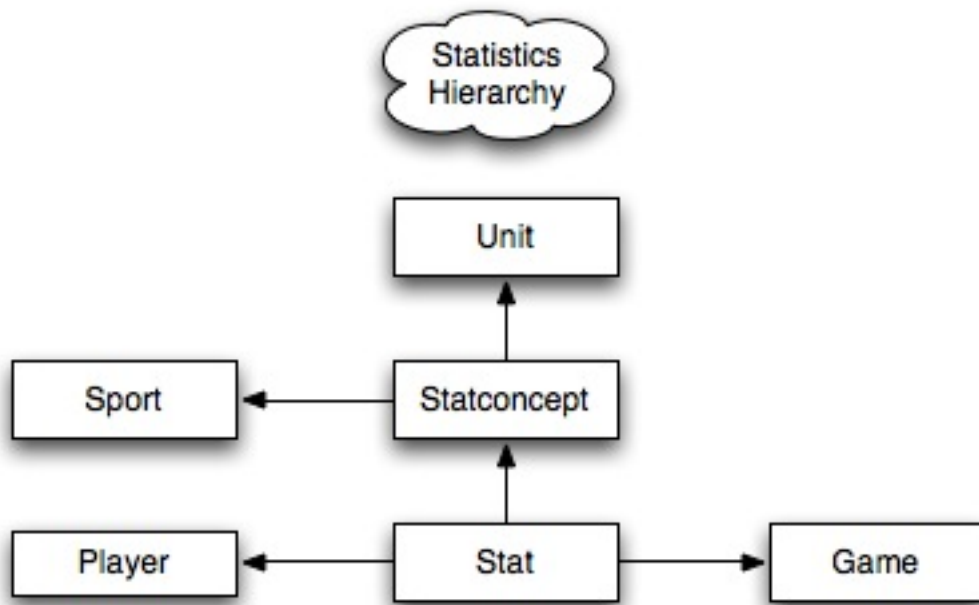 Statistics
Hierarchy
Unit
Sport
Statconcept
Player
Stat
Game